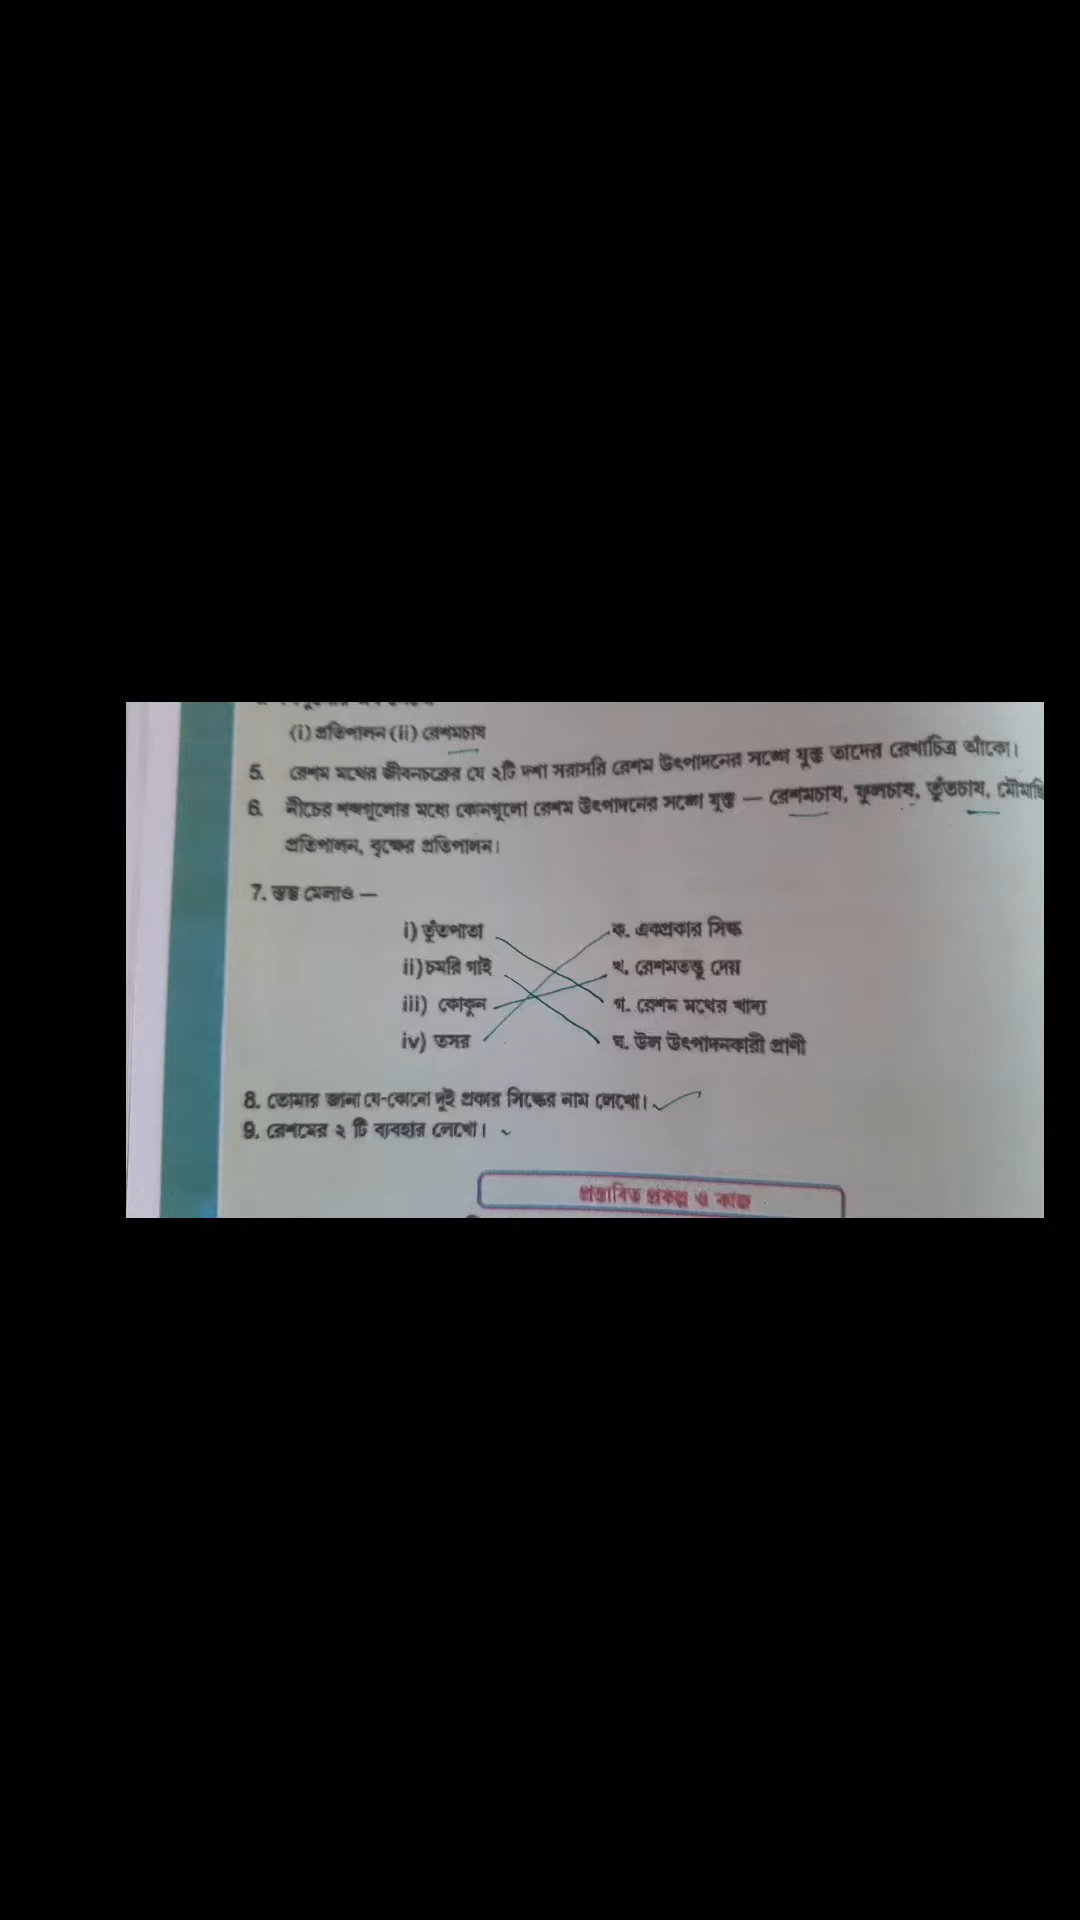 (i) প্রতিপালন (ii) রেশমচাষ
5. রেশম মথের জীবনচক্রের যে ২টি দশা সরাসরি রেশম উৎপাদনের সঙ্গে যুক্ত তাদের রেখাচিত্র আঁকো।
6. নীচের শব্দগুলোর মধ্যে কোনগুলো রেশম উৎপাদনের সঙ্গে যুক্ত — রেশমচাষ, ফুলচাষ, তুঁতচাষ,
প্রতিপালন, বৃক্ষের প্রতিপালন।
7. স্তম্ভ মেলাও —
i) তুঁতপাতা ক. একপ্রকার সিল্ক
ii) চমরি গাই খ. রেশমতন্তু দেয়
iii) কোকুন গ. রেশম মথের খাদ্য
iv) তসর ঘ. উল উৎপাদনকারী প্রাণী
8. তোমার জানা যে-কোনো দুই প্রকার সিল্কের নাম লেখো।
9. রেশমের ২ টি ব্যবহার লেখো।
প্রস্তাবিত প্রকল্প ও কাজ